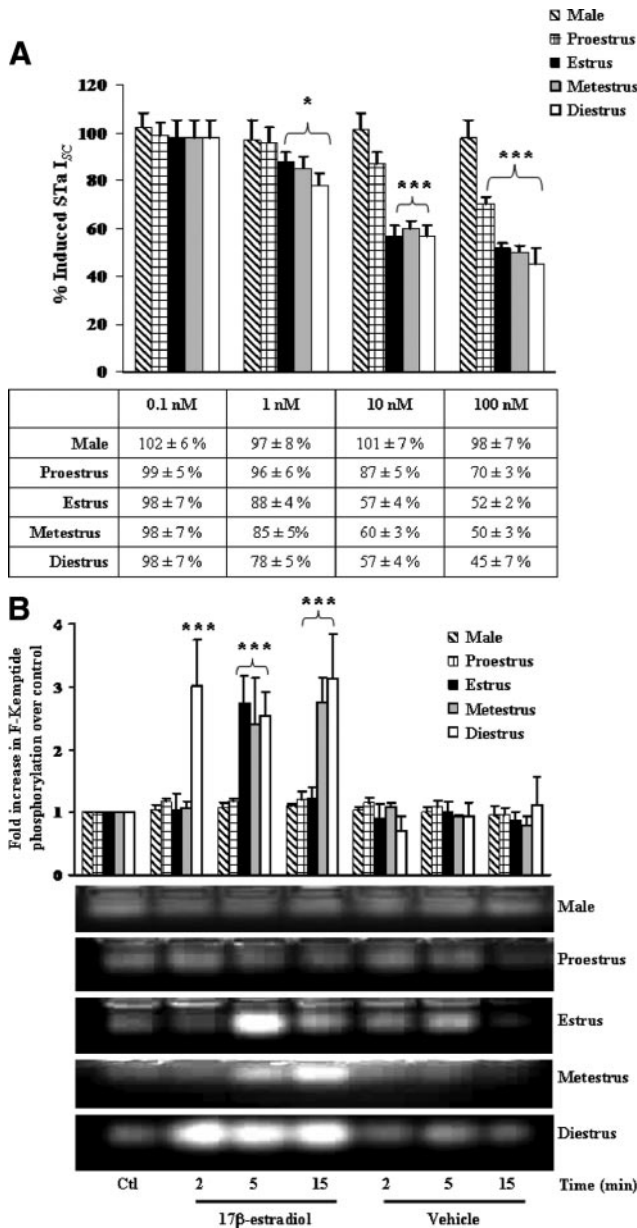 Male
Proestrus
Estrus
Metestrus
Diestrus
A
120
100
80
60
40
20
0
% Induced STa I_SC
*
***
***
0.1 nM 1 nM 10 nM 100 nM
Male 102 ± 6 % 97 ± 8 % 101 ± 7 % 98 ± 7 %
Proestrus 99 ± 5 % 96 ± 6 % 87 ± 5 % 70 ± 3 %
Estrus 98 ± 7 % 88 ± 4 % 57 ± 4 % 52 ± 2 %
Metestrus 98 ± 7 % 85 ± 5% 60 ± 3 % 50 ± 3 %
Diestrus 98 ± 7 % 78 ± 5 % 57 ± 4 % 45 ± 7 %
B
Fold increase in F-Kemptide
phosphorylation over control
4
3
2
1
0
***
***
***
Male
Proestrus
Estrus
Metestrus
Diestrus
Male
Proestrus
Estrus
Metestrus
Diestrus
Ctl 2 5 15 2 5 15 Time (min)
17β-estradiol Vehicle